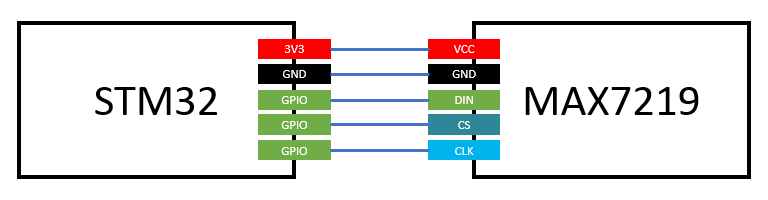 STM32
3V3
GND
GPIO
GPIO
GPIO
VCC
GND
DIN
CS
CLK
MAX7219